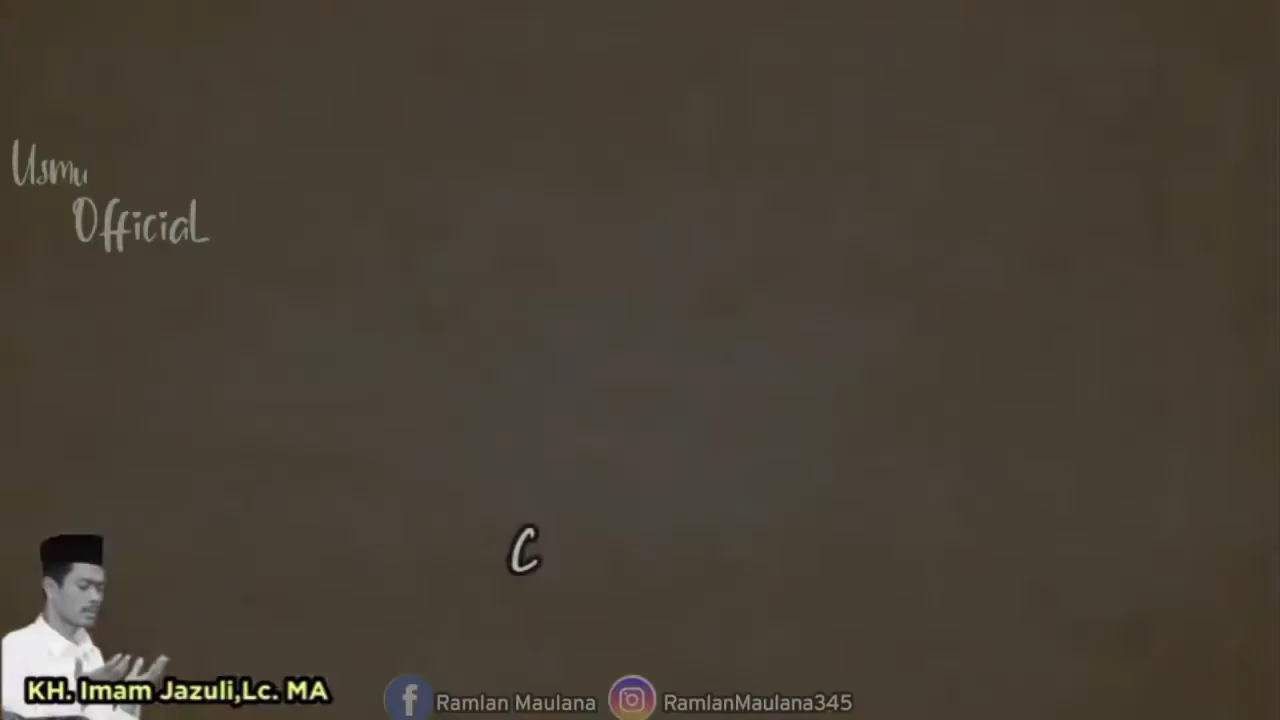 Usmu
Official
C
KH. Imam Jazuli,Lc. MA
Ramlan Maulana
RamlanMaulana345